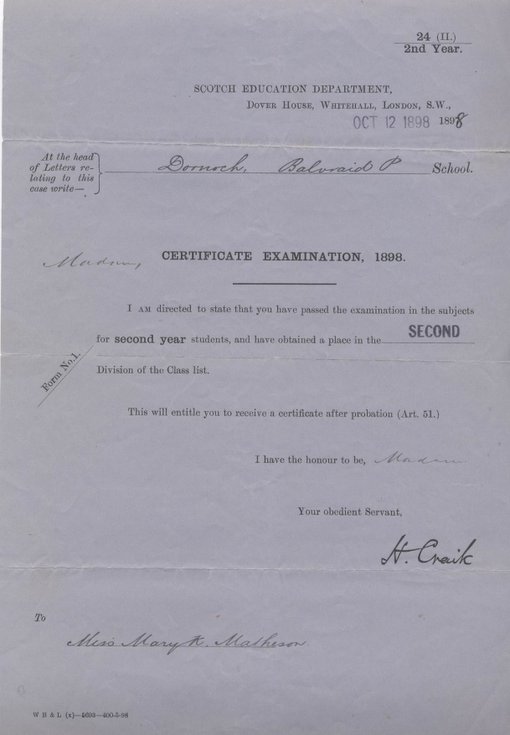 24 (II.)
2nd Year.
SCOTCH EDUCATION DEPARTMENT,
DOVER HOUSE, WHITEHALL, LONDON, S.W.,
OCT 12 1898 1898
At the head
of Letters re-
lating to this
case write—
Dornoch, Balvraid P School.
Madam,
CERTIFICATE EXAMINATION, 1898.
I AM directed to state that you have passed the examination in the subjects
for second year students, and have obtained a place in the SECOND
Form No.1.
Division of the Class list.
This will entitle you to receive a certificate after probation (Art. 51.)
I have the honour to be, Madam
Your obedient Servant,
H. Craik
To
Miss Mary K. Matheson
W B & L (x)—4693—400-5-98